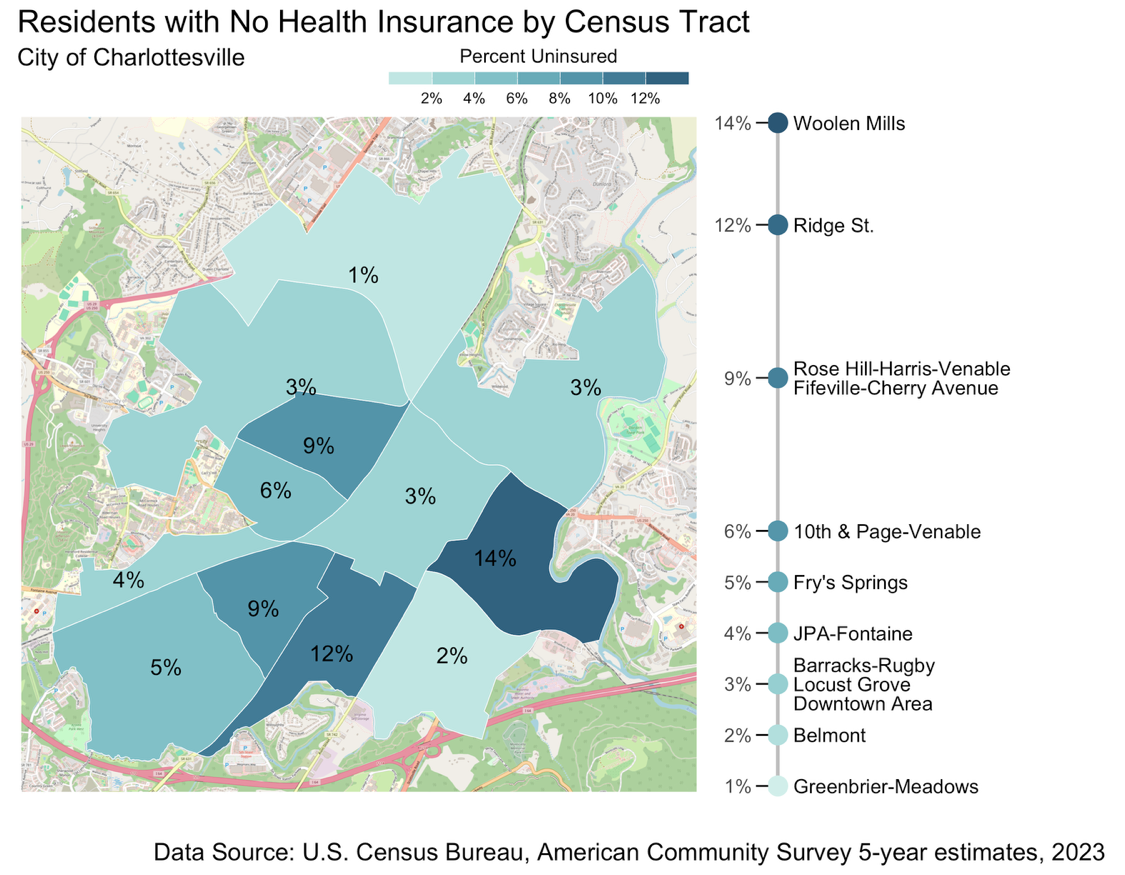 Residents with No Health Insurance by Census Tract
City of Charlottesville
Percent Uninsured
2% 4% 6% 8% 10% 12%
1%
3%
3%
9%
6%
3%
14%
4%
9%
12%
2%
5%
14% Woolen Mills
12% Ridge St.
9% Rose Hill-Harris-Venable
Fifeville-Cherry Avenue
6% 10th & Page-Venable
5% Fry's Springs
4% JPA-Fontaine
Barracks-Rugby
3% Locust Grove
Downtown Area
2% Belmont
1% Greenbrier-Meadows
Data Source: U.S. Census Bureau, American Community Survey 5-year estimates, 2023